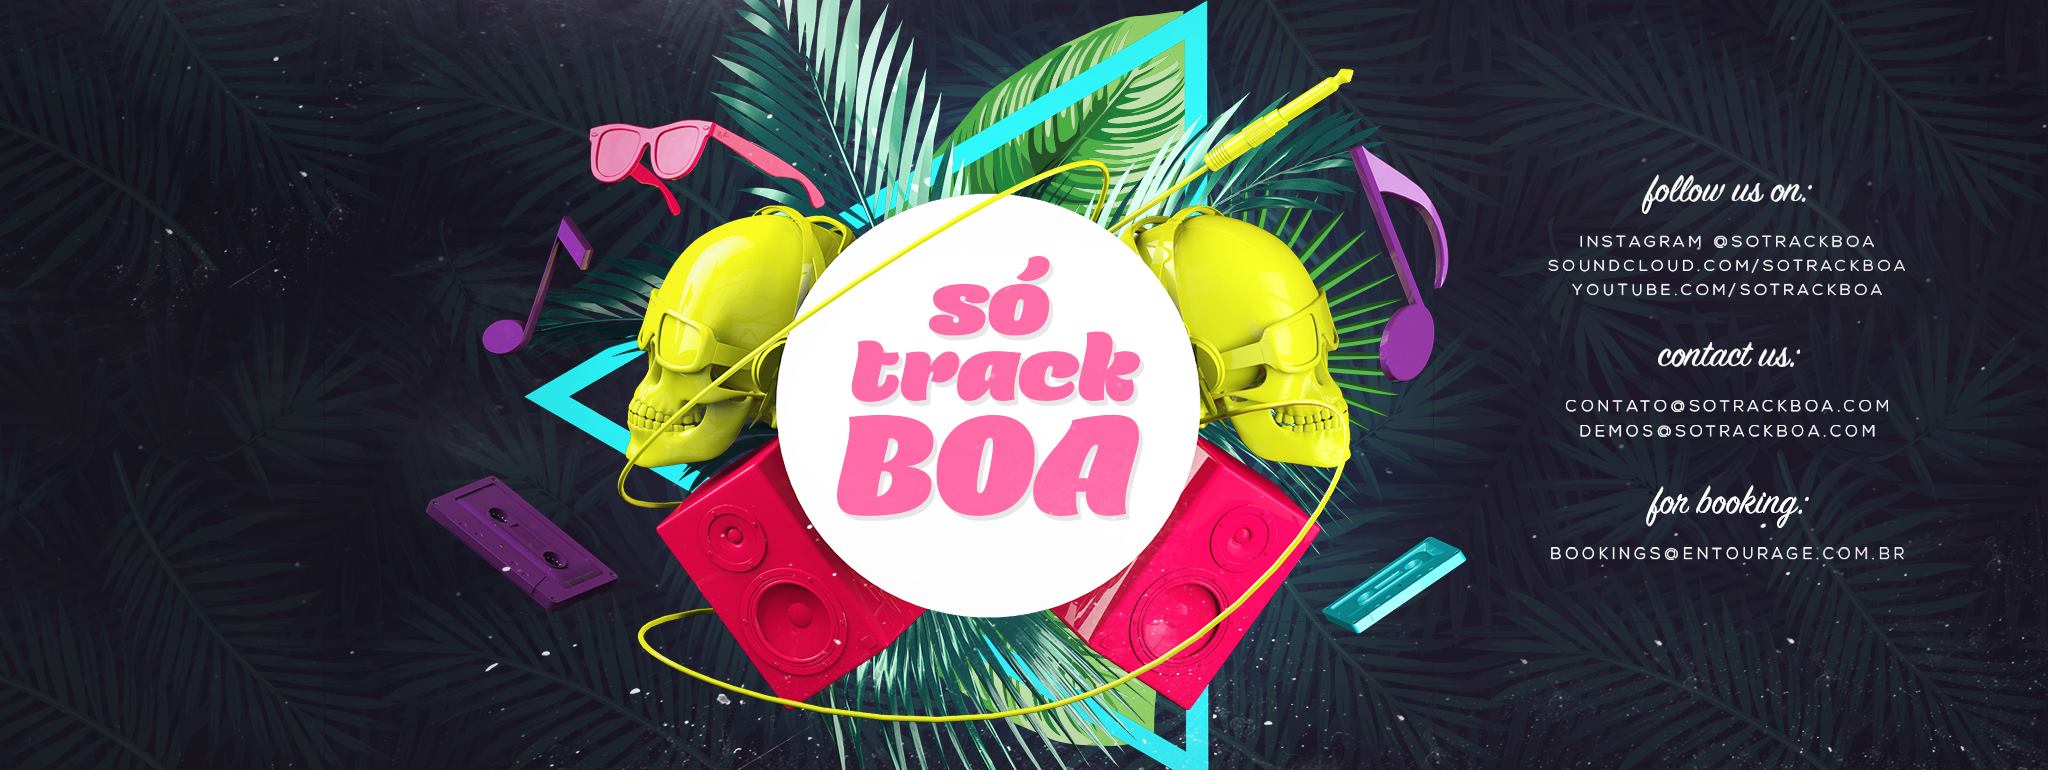 só
track
BOA
follow us on:
INSTAGRAM @SOTRACKBOA
SOUNDCLOUD.COM/SOTRACKBOA
YOUTUBE.COM/SOTRACKBOA
contact us:
CONTATO@SOTRACKBOA.COM
DEMOS@SOTRACKBOA.COM
for booking:
BOOKINGS@ENTOURAGE.COM.BR